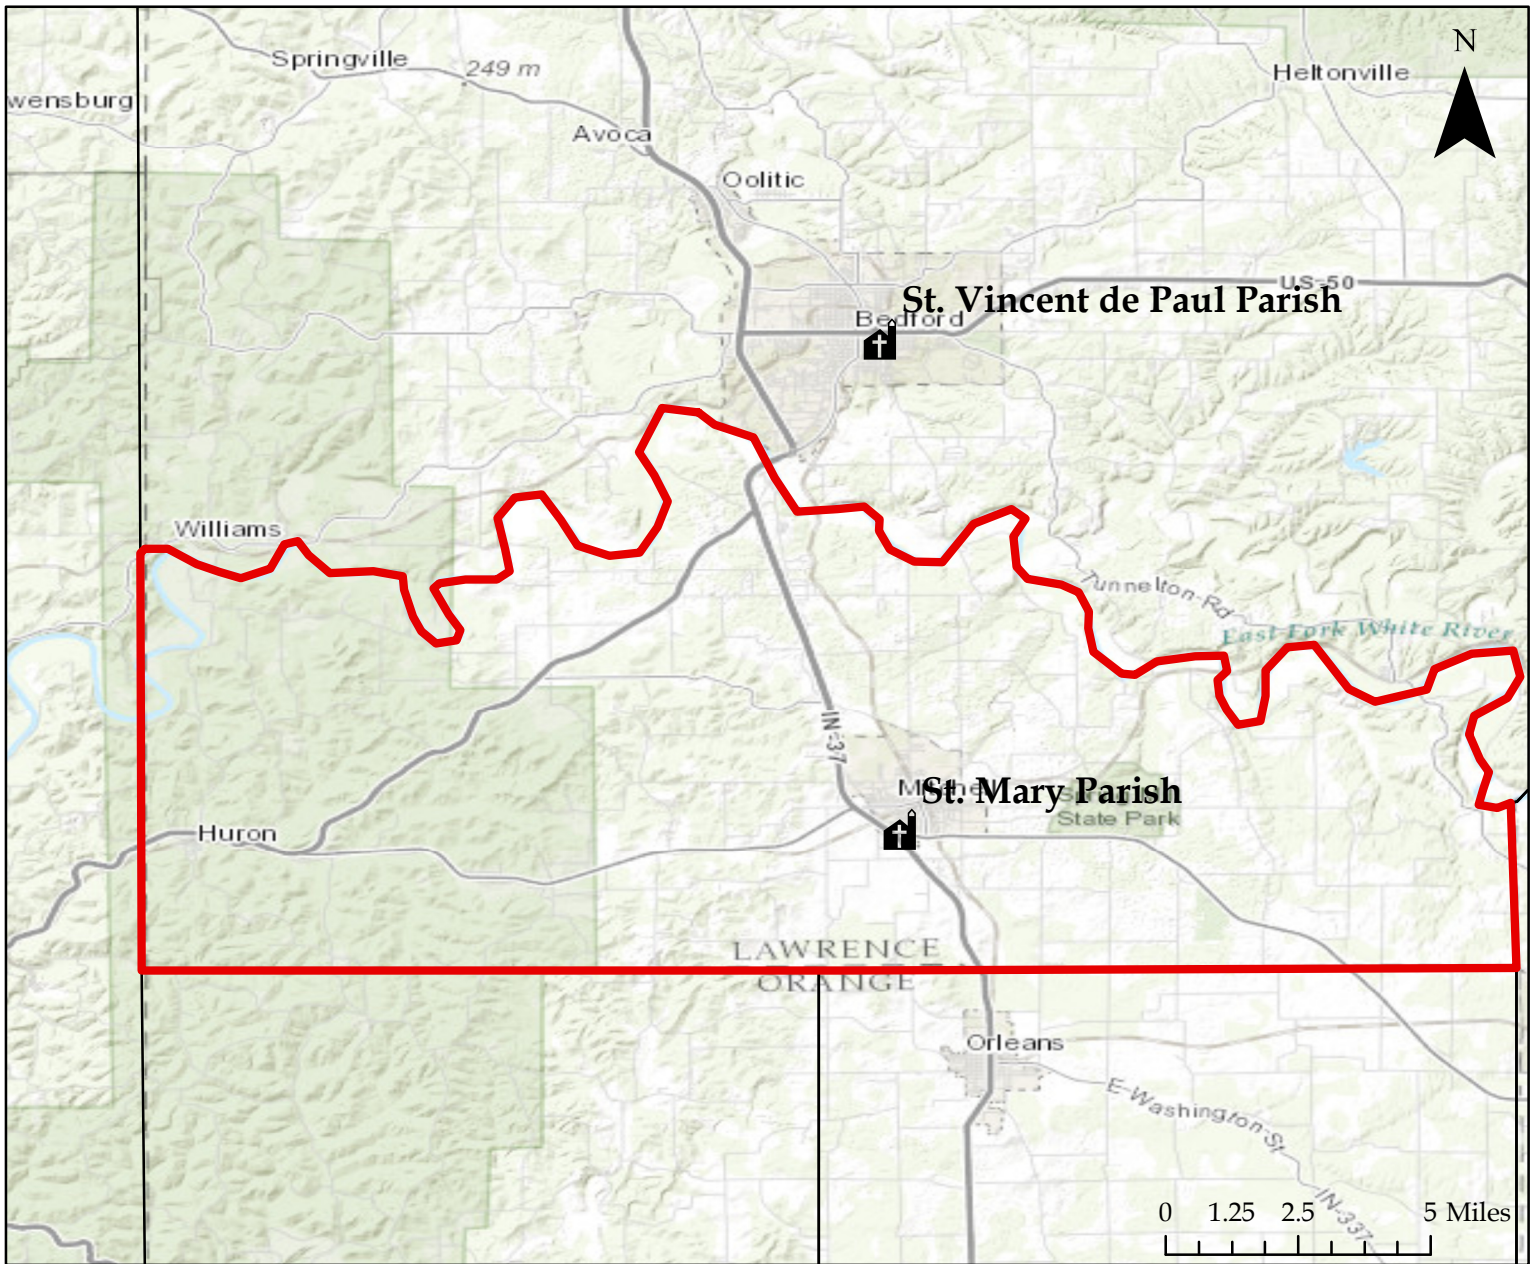 N
Springville
249 m
Heltonville
wensburg
Avoca
Oolitic
US-50
St. Vincent de Paul Parish
Bedford
Williams
Tunnelton-Rd
East Fork White River
IN-37
St. Mary Parish
State Park
Huron
LAWRENCE
ORANGE
Orleans
E-Washington-St
IN-337
0 1.25 2.5 5 Miles